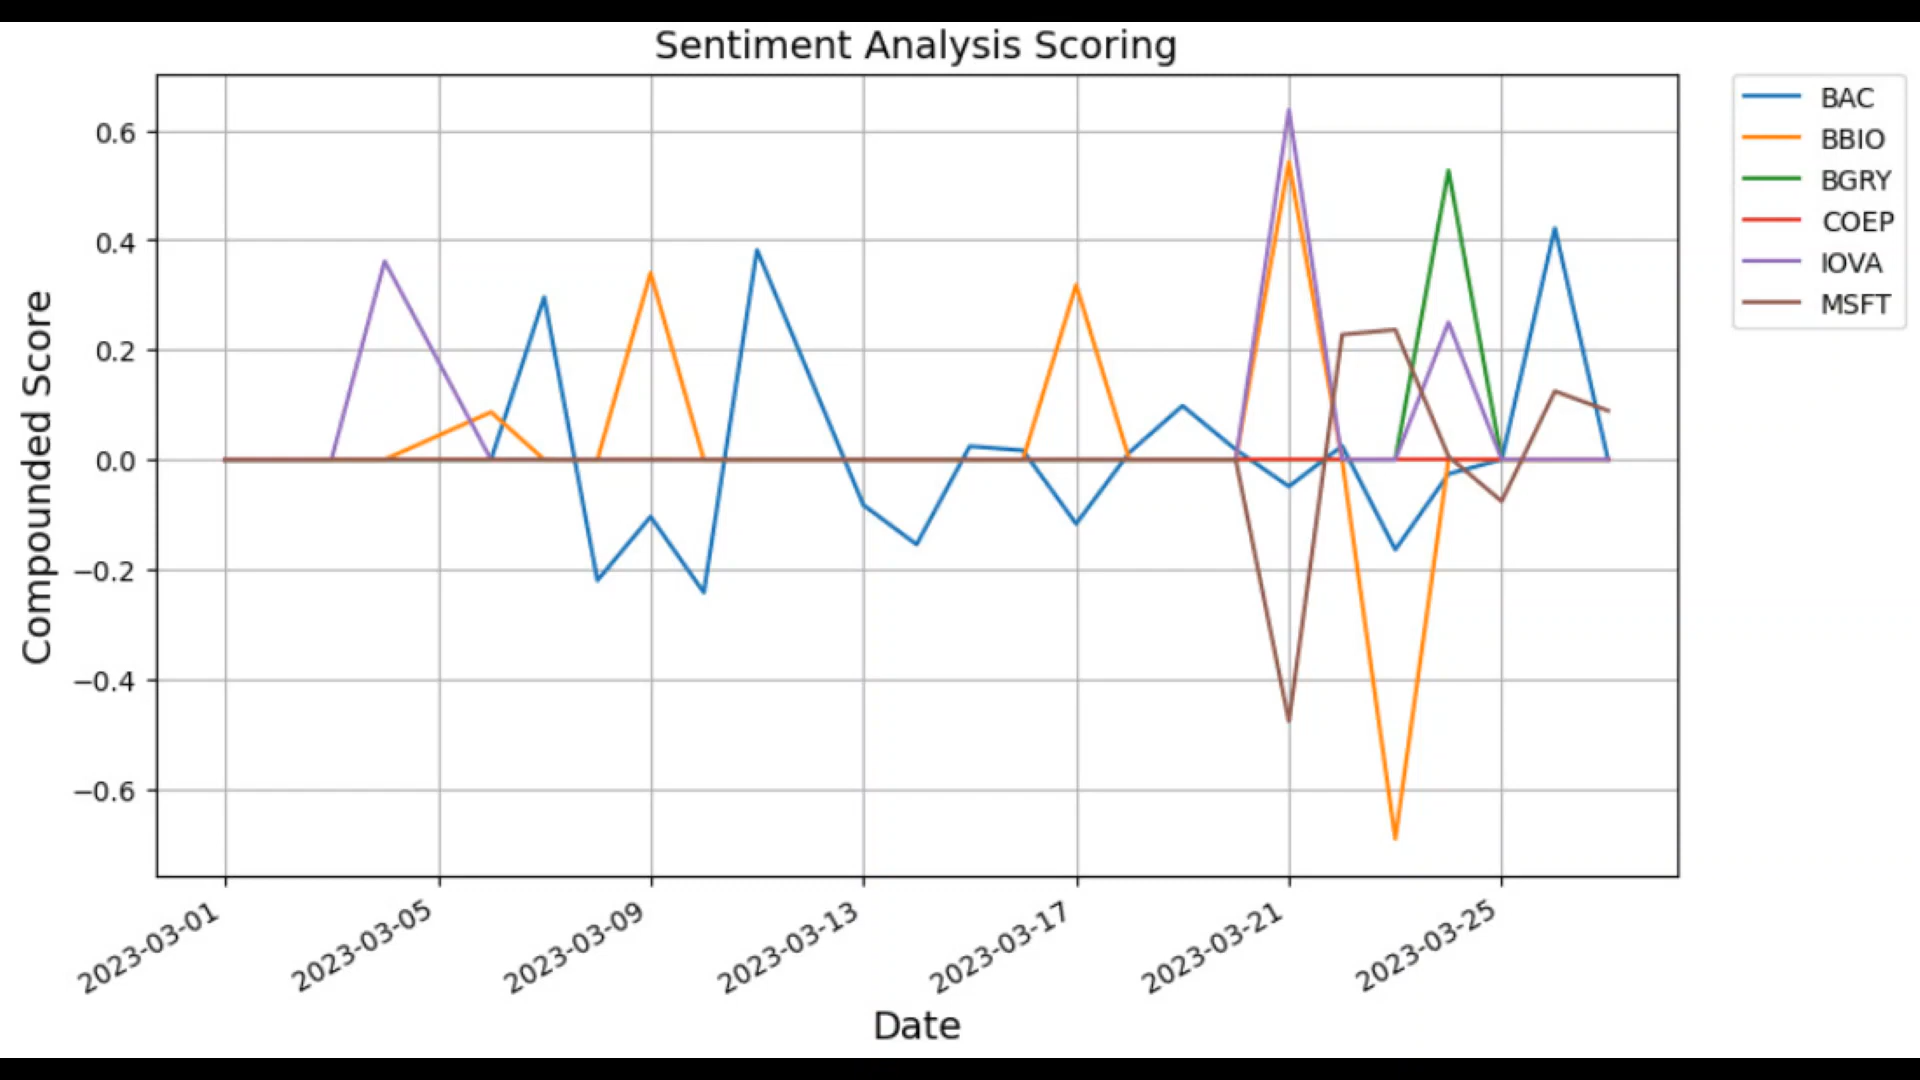 Sentiment Analysis Scoring
BAC
BBIO
BGRY
COEP
IOVA
MSFT
Compounded Score
0.6
0.4
0.2
0.0
−0.2
−0.4
−0.6
2023-03-01
2023-03-05
2023-03-09
2023-03-13
2023-03-17
2023-03-21
2023-03-25
Date